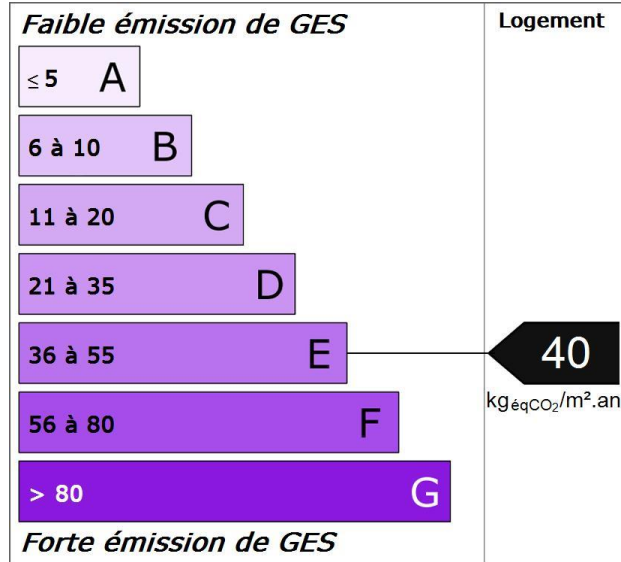 Faible émission de GES
Logement
≤ 5 A
6 à 10 B
11 à 20 C
21 à 35 D
36 à 55 E
40
kgéqCO₂/m².an
56 à 80 F
> 80 G
Forte émission de GES